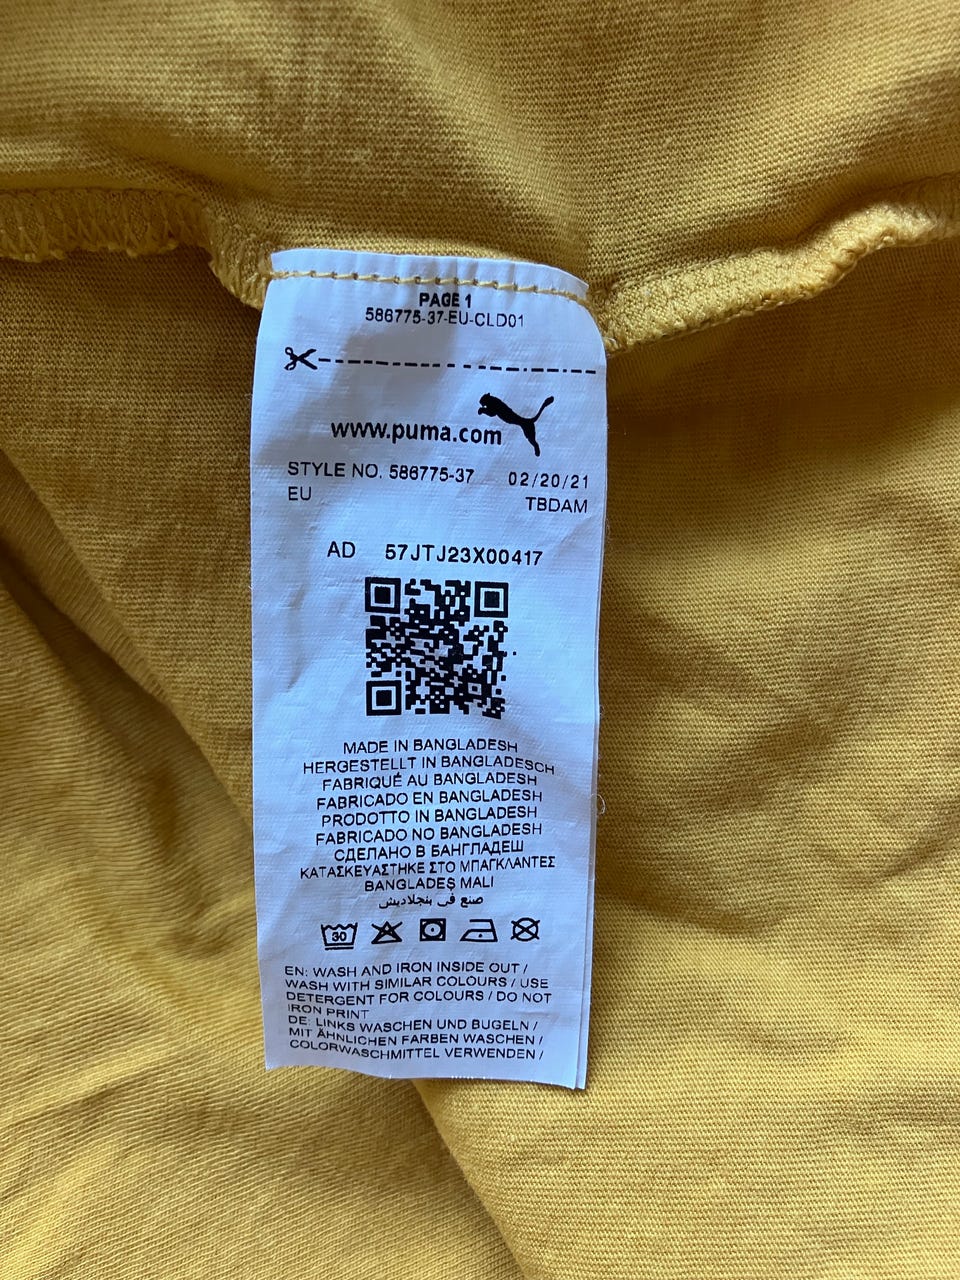 PAGE 1
586775-37-EU-CLD01
www.puma.com
STYLE NO. 586775-37 02/20/21
EU TBDAM
AD 57JTJ23X00417
MADE IN BANGLADESH
HERGESTELLT IN BANGLADESCH
FABRIQUÉ AU BANGLADESH
FABRICADO EN BANGLADESH
PRODOTTO IN BANGLADESH
FABRICADO NO BANGLADESH
СДЕЛАНО В БАНГЛАДЕШ
ΚΑΤΑΣΚΕΥΑΣΤΗΚΕ ΣΤΟ ΜΠΑΓΚΛΑΝΤΕΣ
BANGLADEŞ MALI
صنع في بنجلاديش
30
EN: WASH AND IRON INSIDE OUT /
WASH WITH SIMILAR COLOURS / USE
DETERGENT FOR COLOURS / DO NOT
IRON PRINT
DE: LINKS WASCHEN UND BUGELN /
MIT ÄHNLICHEN FARBEN WASCHEN /
COLORWASCHMITTEL VERWENDEN /